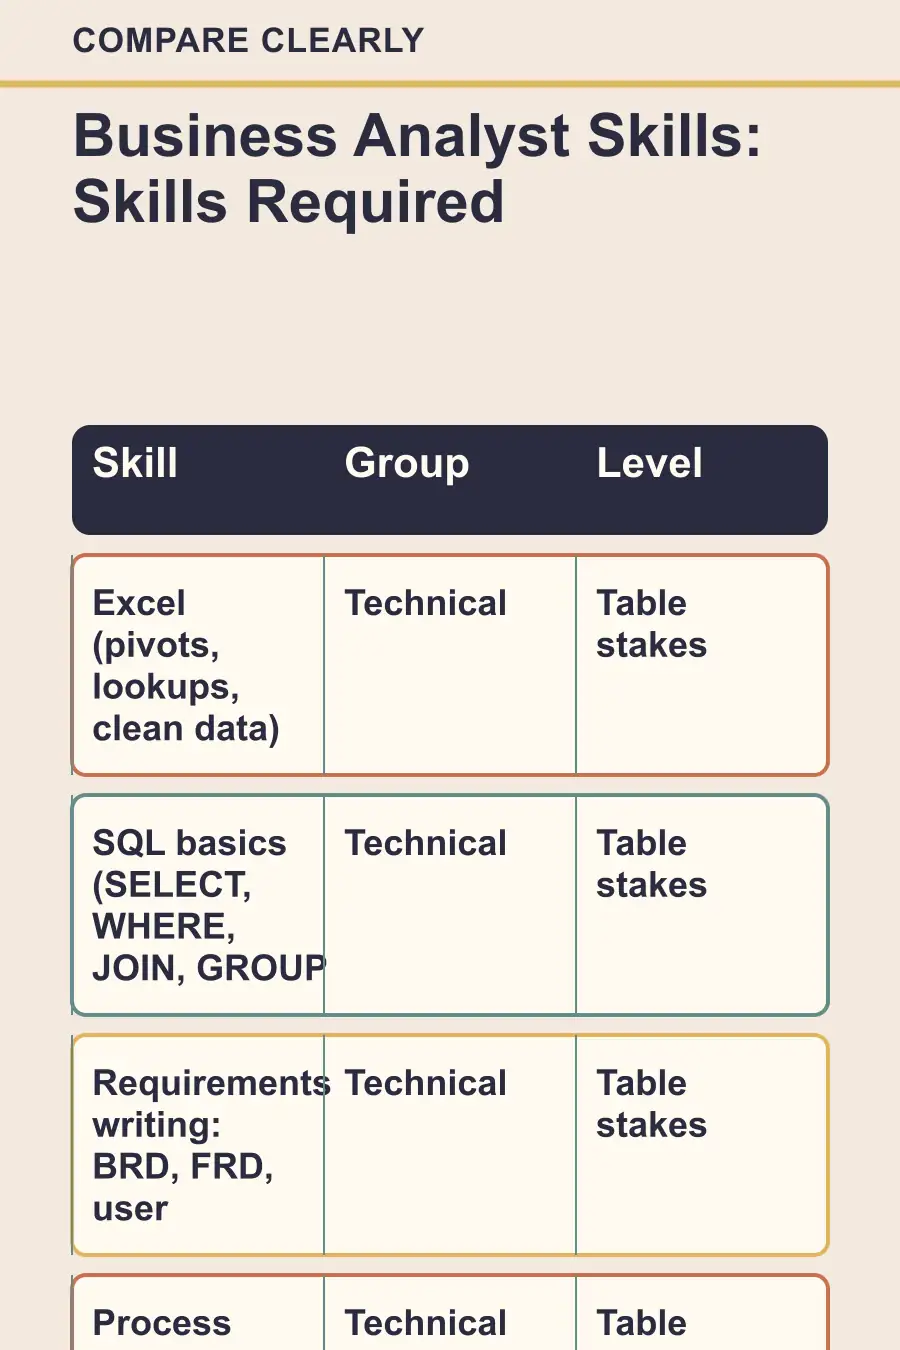 COMPARE CLEARLY
Business Analyst Skills:
Skills Required
Skill Group Level
Excel Technical Table
(pivots, stakes
lookups,
clean data)
SQL basics Technical Table
(SELECT, stakes
WHERE,
JOIN, GROUP
Requirements Technical Table
writing: stakes
BRD, FRD,
user
Process Technical Table